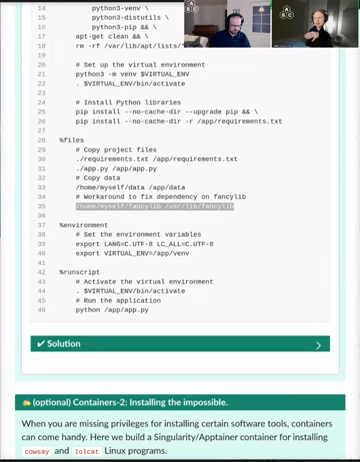 14 python3-venv \
15 python3-distutils \
16 python3-pip && \
17 apt-get clean && \
18 rm -rf /var/lib/apt/lists/
19
20 # Set up the virtual environment
21 python3 -m venv $VIRTUAL_ENV
22 . $VIRTUAL_ENV/bin/activate
23
24 # Install Python libraries
25 pip install --no-cache-dir --upgrade pip && \
26 pip install --no-cache-dir -r /app/requirements.txt
27
28 %files
29 # Copy project files
30 ./requirements.txt /app/requirements.txt
31 ./app.py /app/app.py
32 # Copy data
33 /home/myself/data /app/data
34 # Workaround to fix dependency on fancylib
35 /home/myself/fancylib /usr/lib/fancylib
36
37 %environment
38 # Set the environment variables
39 export LANG=C.UTF-8 LC_ALL=C.UTF-8
40 export VIRTUAL_ENV=/app/venv
41
42 %runscript
43 # Activate the virtual environment
44 . $VIRTUAL_ENV/bin/activate
45 # Run the application
46 python /app/app.py
✔ Solution
(optional) Containers-2: Installing the impossible.
When you are missing privileges for installing certain software tools, containers
can come handy. Here we build a Singularity/Apptainer container for installing
cowsay and lolcat Linux programs.